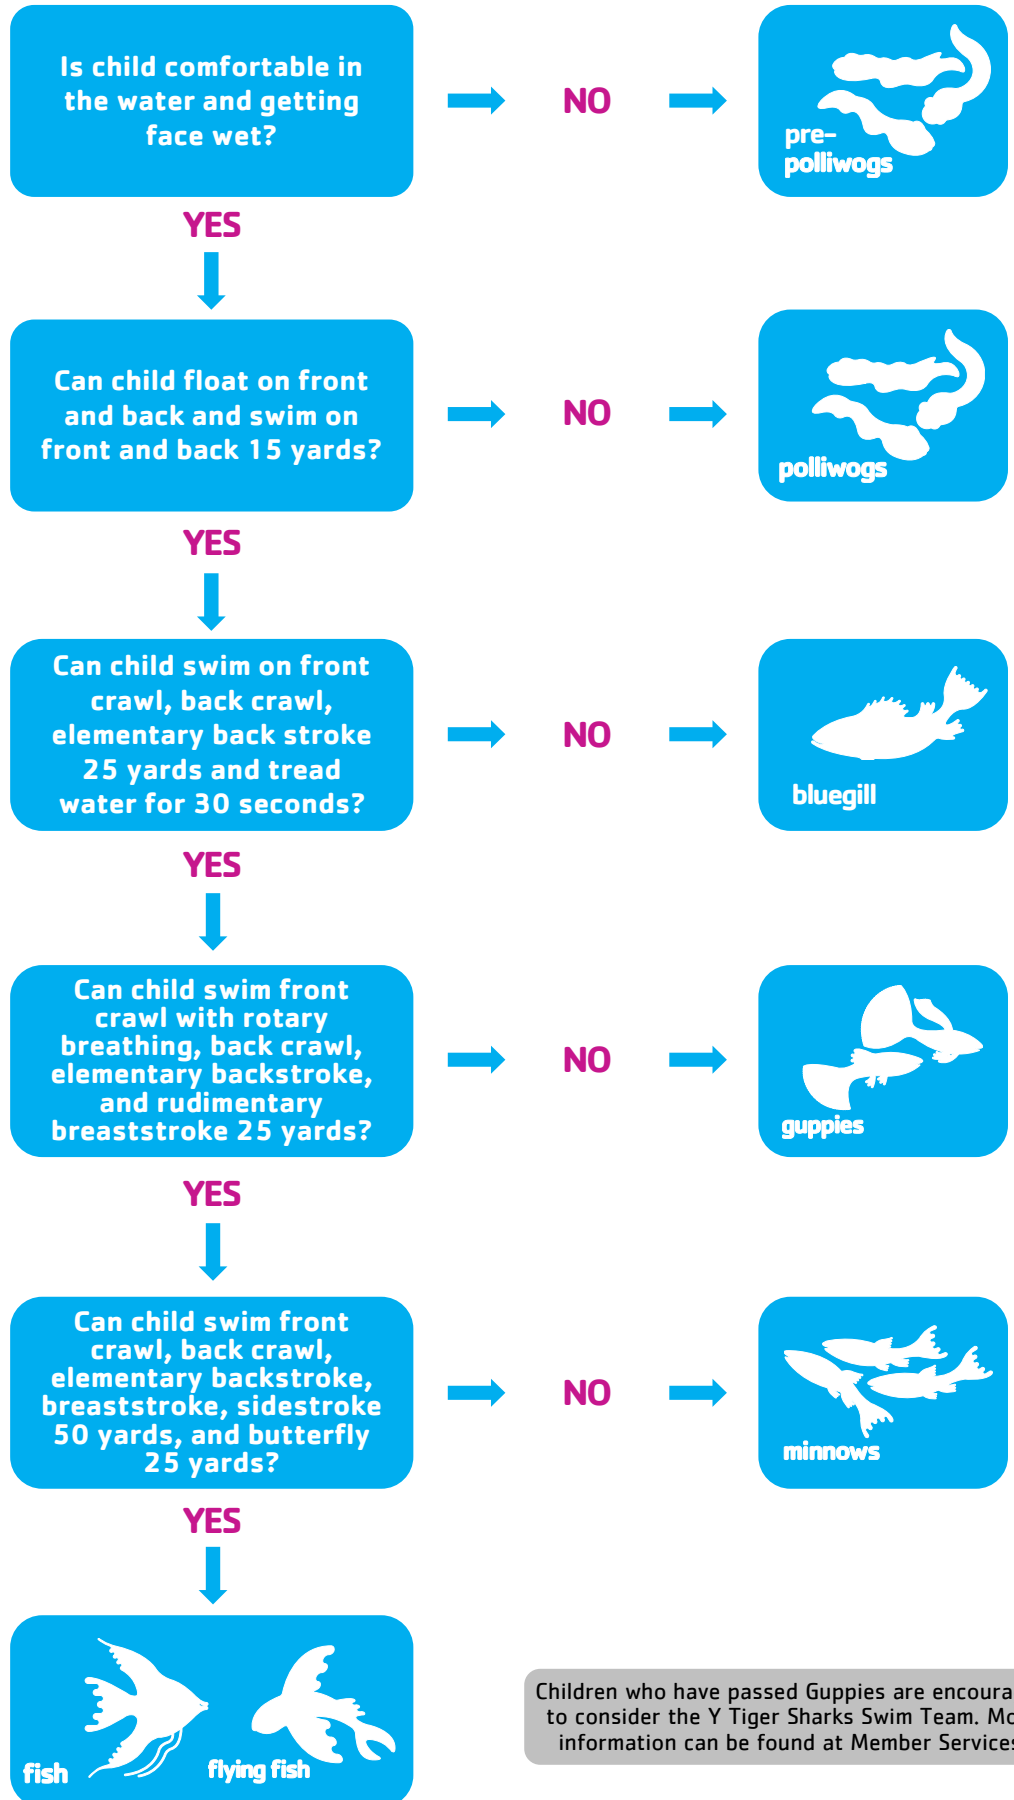 Is child comfortable in
the water and getting
face wet?
NO
pre-
polliwogs
YES
Can child float on front
and back and swim on
front and back 15 yards?
NO
polliwogs
YES
Can child swim on front
crawl, back crawl,
elementary back stroke
25 yards and tread
water for 30 seconds?
NO
bluegill
YES
Can child swim front
crawl with rotary
breathing, back crawl,
elementary backstroke,
and rudimentary
breaststroke 25 yards?
NO
guppies
YES
Can child swim front
crawl, back crawl,
elementary backstroke,
breaststroke, sidestroke
50 yards, and butterfly
25 yards?
NO
minnows
YES
fish
flying fish
Children who have passed Guppies are
to consider the Y Tiger Sharks Swim Team.
information can be found at Member Services